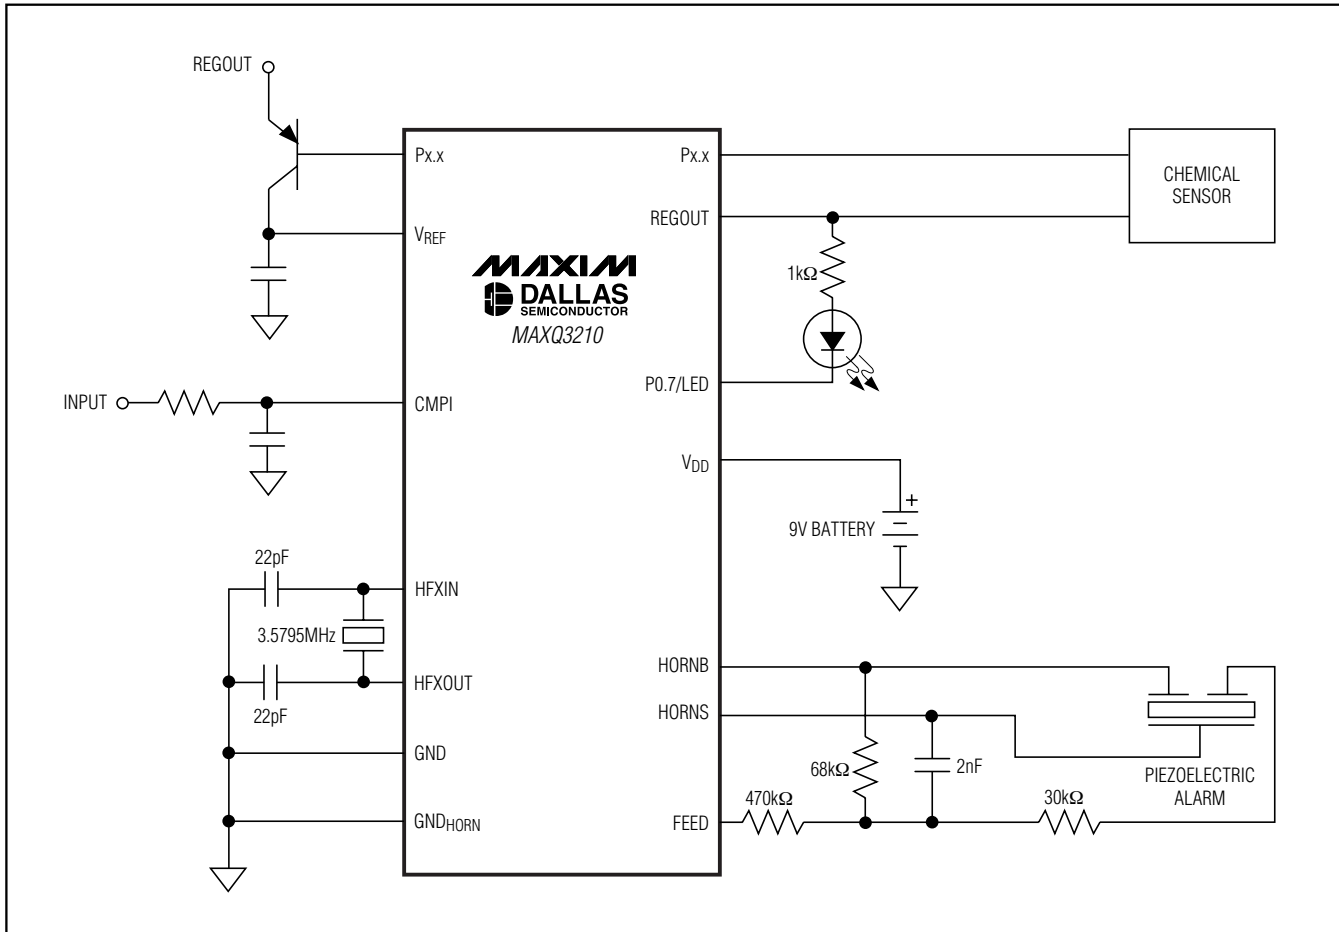 REGOUT
Px.x
VREF
MAXIM
DALLAS
SEMICONDUCTOR
MAXQ3210
INPUT
CMPI
22pF
HFXIN
3.5795MHz
HFXOUT
22pF
GND
GNDHORN
Px.x
CHEMICAL
SENSOR
REGOUT
1kΩ
P0.7/LED
VDD
+
9V BATTERY
HORNB
HORNS
68kΩ
2nF
PIEZOELECTRIC
ALARM
470kΩ
30kΩ
FEED